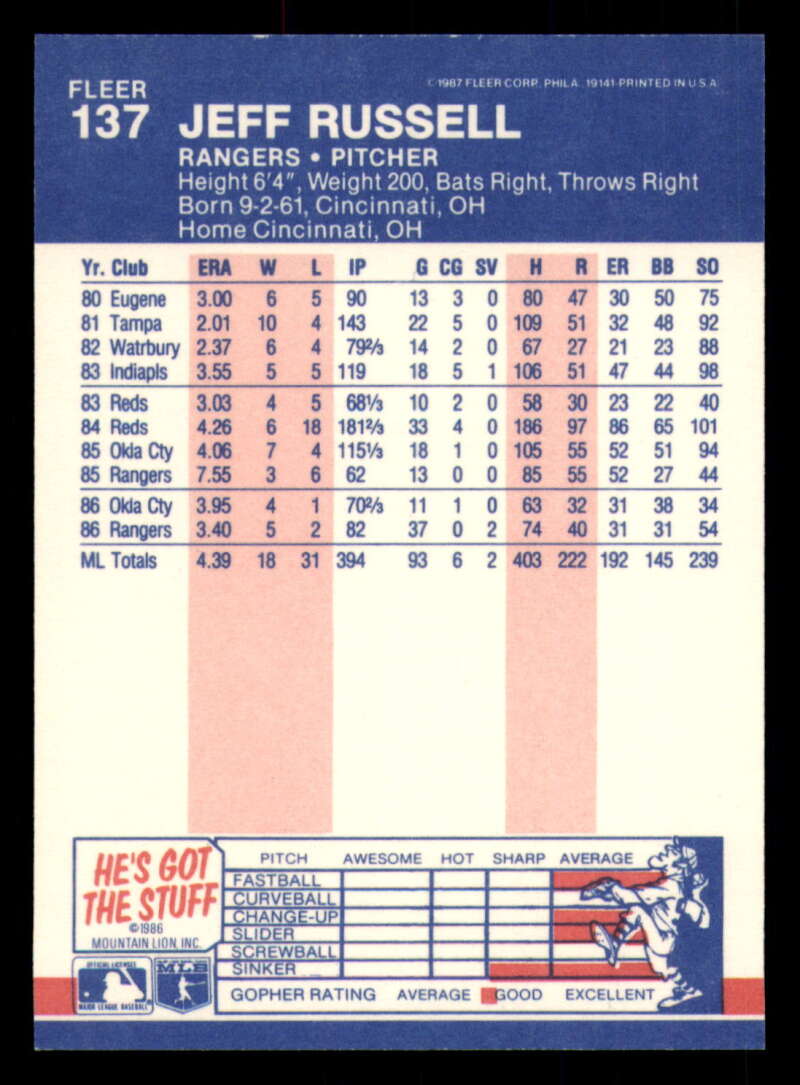 FLEER ©1987 FLEER CORP. PHILA. 19141-PRINTED IN U.S.A.
137 JEFF RUSSELL
RANGERS • PITCHER
Height 6'4", Weight 200, Bats Right, Throws Right
Born 9-2-61, Cincinnati, OH
Home Cincinnati, OH
Yr. Club ERA W L IP G CG SV H R ER BB SO
80 Eugene 3.00 6 5 90 13 3 0 80 47 30 50 75
81 Tampa 2.01 10 4 143 22 5 0 109 51 32 48 92
82 Watrbury 2.37 6 4 79⅔ 14 2 0 67 27 21 23 88
83 Indiapls 3.55 5 5 119 18 5 1 106 51 47 44 98
83 Reds 3.03 4 5 68⅓ 10 2 0 58 30 23 22 40
84 Reds 4.26 6 18 181⅔ 33 4 0 186 97 86 65 101
85 Okla Cty 4.06 7 4 115⅓ 18 1 0 105 55 52 51 94
85 Rangers 7.55 3 6 62 13 0 0 85 55 52 27 44
86 Okla Cty 3.95 4 1 70⅔ 11 1 0 63 32 31 38 34
86 Rangers 3.40 5 2 82 37 0 2 74 40 31 31 54
ML Totals 4.39 18 31 394 93 6 2 403 222 192 145 239
HE'S GOT
THE STUFF
©1986
MOUNTAIN LION, INC.
PITCH AWESOME HOT SHARP AVERAGE
FASTBALL
CURVEBALL
CHANGE-UP
SLIDER
SCREWBALL
SINKER
GOPHER RATING AVERAGE GOOD EXCELLENT
OFFICIAL LICENSEE
MAJOR LEAGUE BASEBALL
MLB